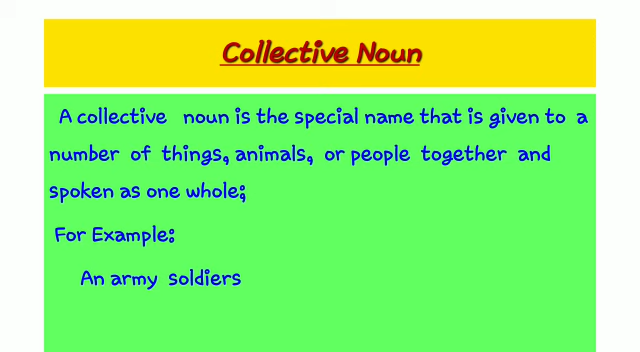 Collective Noun
A collective noun is the special name that is given to a
number of things, animals, or people together and
spoken as one whole;
For Example:
An army soldiers